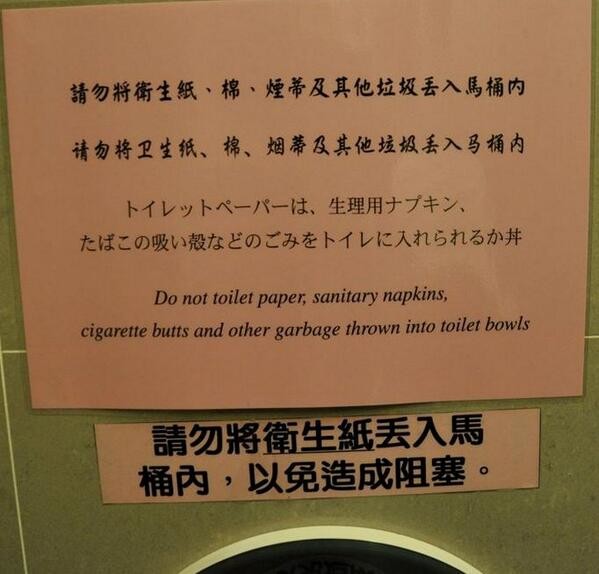 請勿將衛生紙、棉、煙蒂及其他垃圾丟入馬桶內
请勿将卫生纸、棉、烟蒂及其他垃圾丢入马桶内
トイレットペーパーは、生理用ナプキン、
たばこの吸い殻などのごみをトイレに入れられるか丼
Do not toilet paper, sanitary napkins,
cigarette butts and other garbage thrown into toilet bowls
請勿將衛生紙丟入馬
桶內，以免造成阻塞。